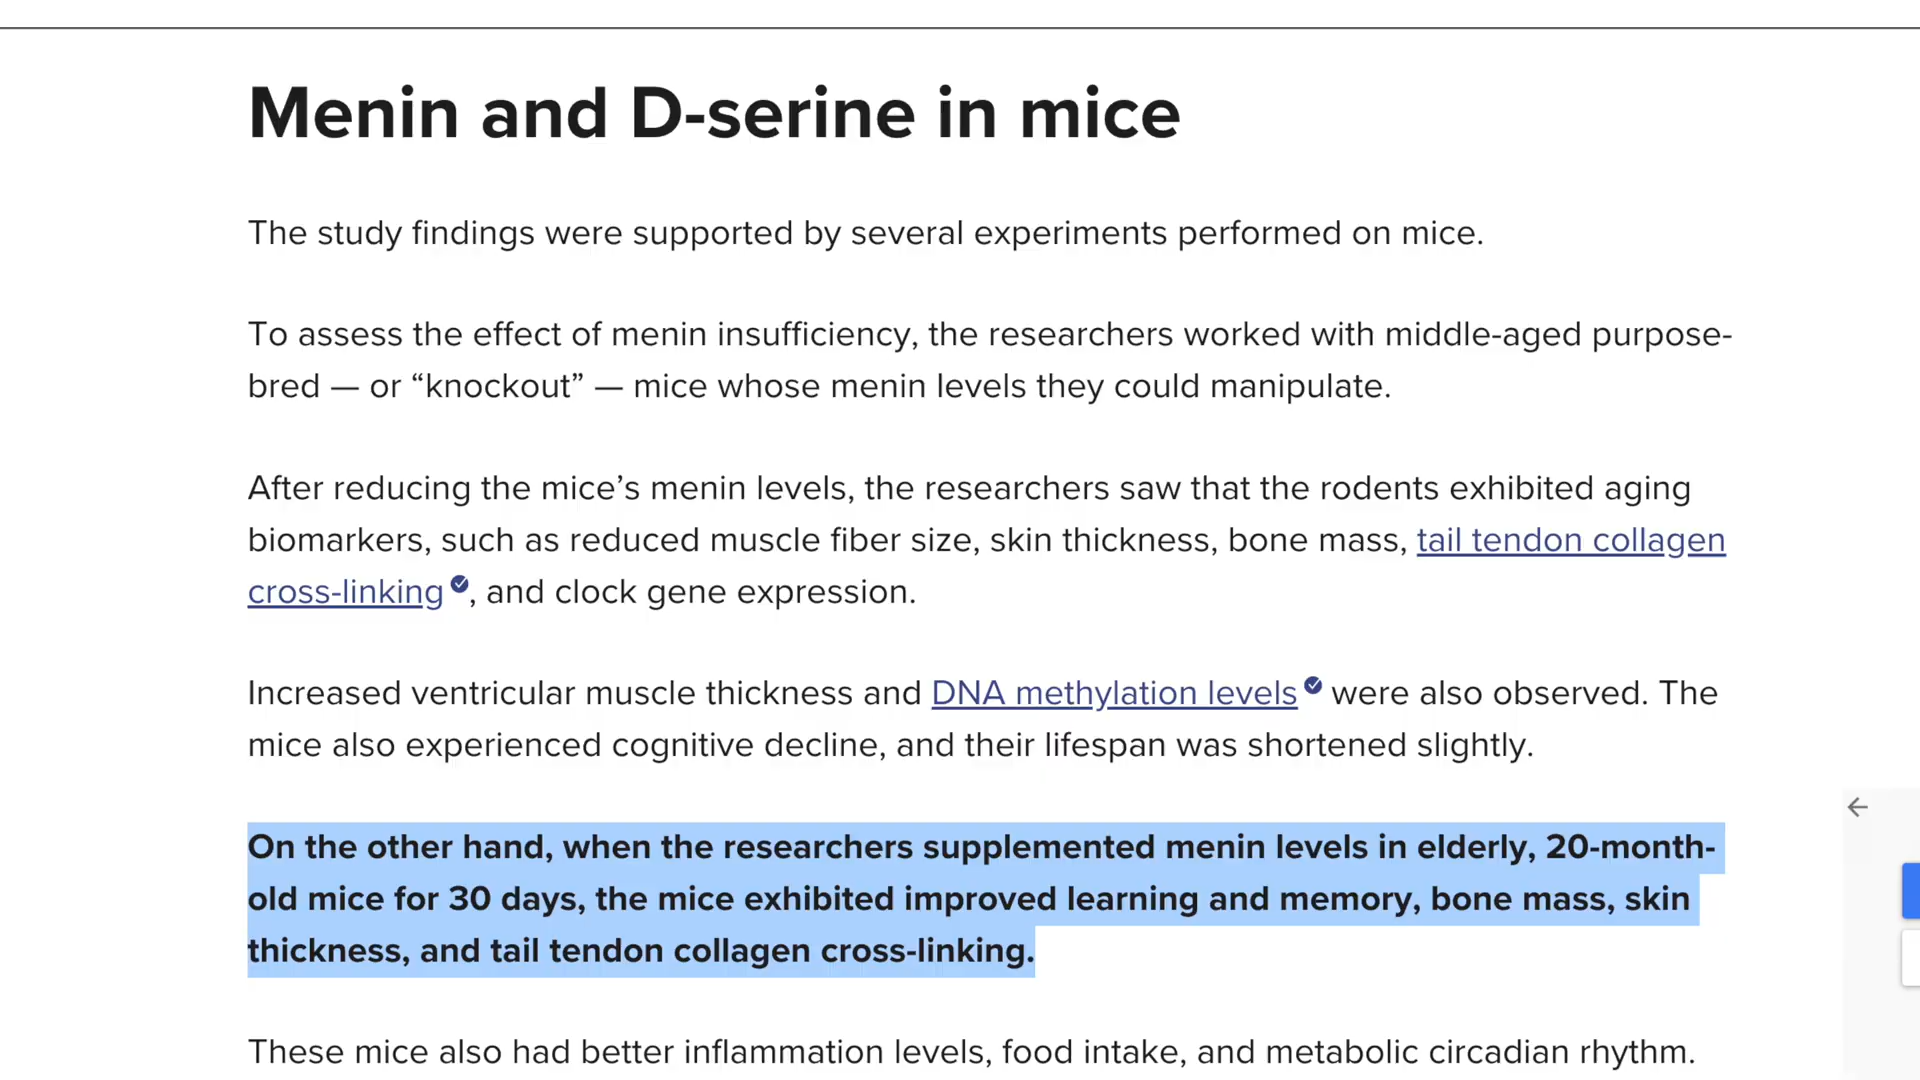 Menin and D-serine in mice
The study findings were supported by several experiments performed on mice.
To assess the effect of menin insufficiency, the researchers worked with middle-aged purpose-
bred — or “knockout” — mice whose menin levels they could manipulate.
After reducing the mice’s menin levels, the researchers saw that the rodents exhibited aging
biomarkers, such as reduced muscle fiber size, skin thickness, bone mass, tail tendon collagen
cross-linking, and clock gene expression.
Increased ventricular muscle thickness and DNA methylation levels were also observed. The
mice also experienced cognitive decline, and their lifespan was shortened slightly.
On the other hand, when the researchers supplemented menin levels in elderly, 20-month-
old mice for 30 days, the mice exhibited improved learning and memory, bone mass, skin
thickness, and tail tendon collagen cross-linking.
These mice also had better inflammation levels, food intake, and metabolic circadian rhythm.